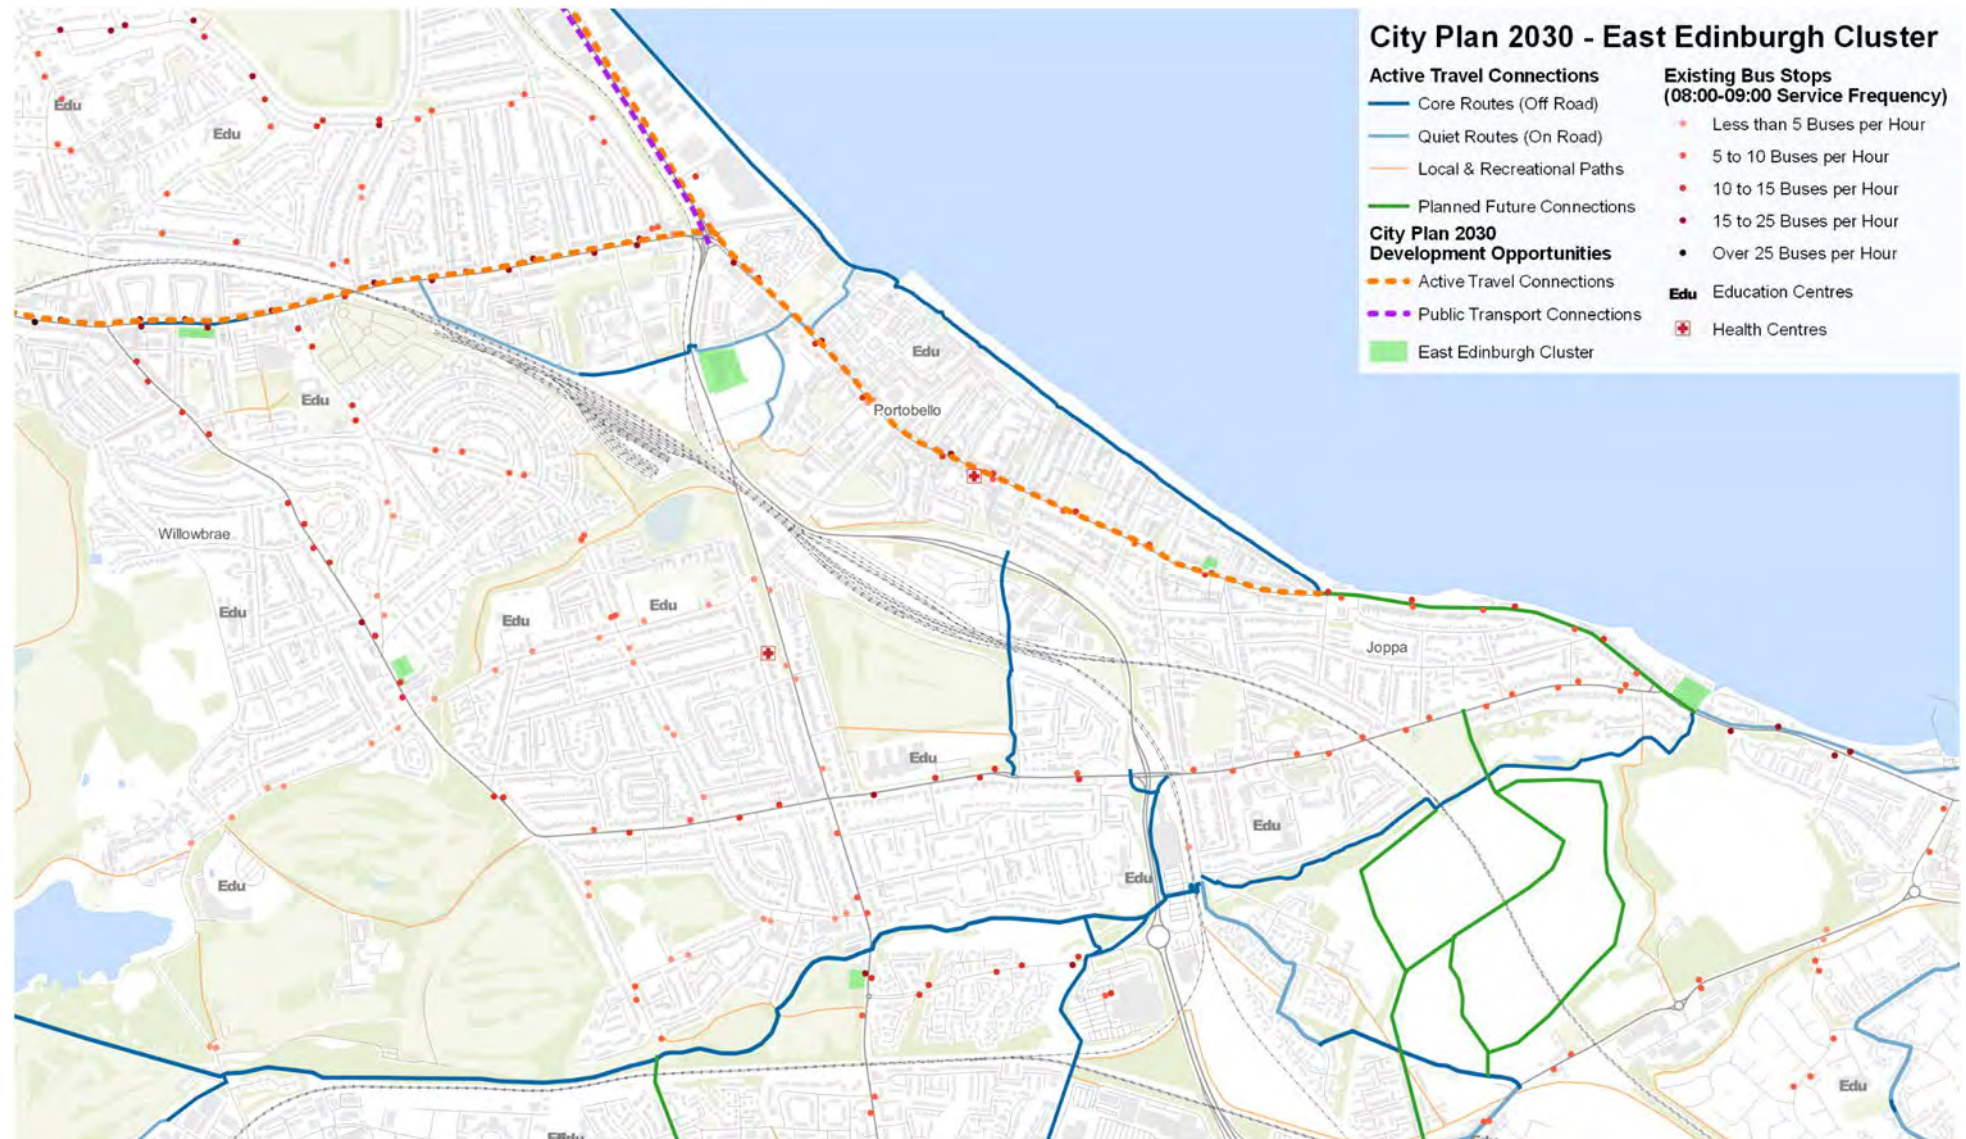 City Plan 2030 - East Edinburgh Cluster
Active Travel Connections
Core Routes (Off Road)
Quiet Routes (On Road)
Local & Recreational Paths
Planned Future Connections
City Plan 2030
Development Opportunities
Active Travel Connections
Public Transport Connections
East Edinburgh Cluster
Existing Bus Stops
(08:00-09:00 Service Frequency)
Less than 5 Buses per Hour
5 to 10 Buses per Hour
10 to 15 Buses per Hour
15 to 25 Buses per Hour
Over 25 Buses per Hour
Edu Education Centres
Health Centres
Edu
Edu
Edu
Edu
Portobello
Willowbrae
Edu
Edu
Edu
Joppa
Edu
Edu
Edu
Edu
Edu